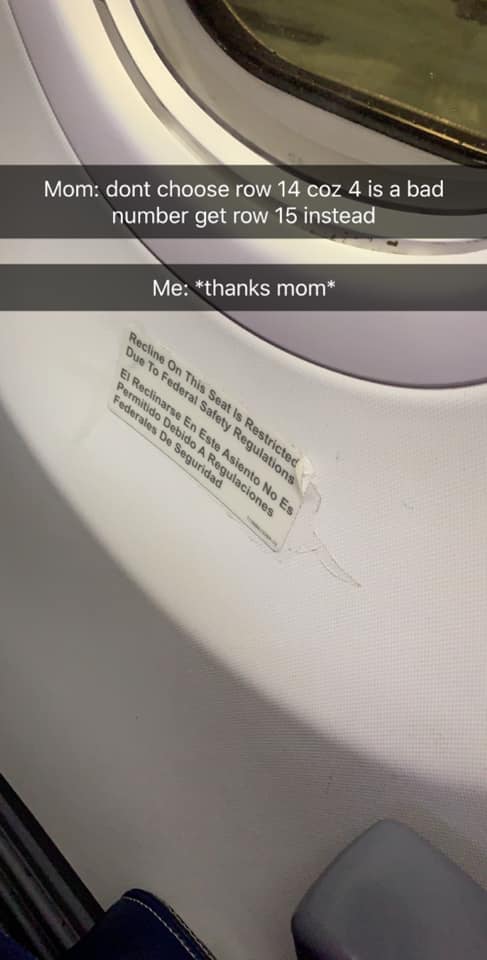 Mom: dont choose row 14 coz 4 is a bad
number get row 15 instead
Me: *thanks mom*
Recline On This Seat Is Restricted
Due To Federal Safety Regulations
El Reclinarse En Este Asiento No Es
Permitido Debido A Regulaciones
Federales De Seguridad